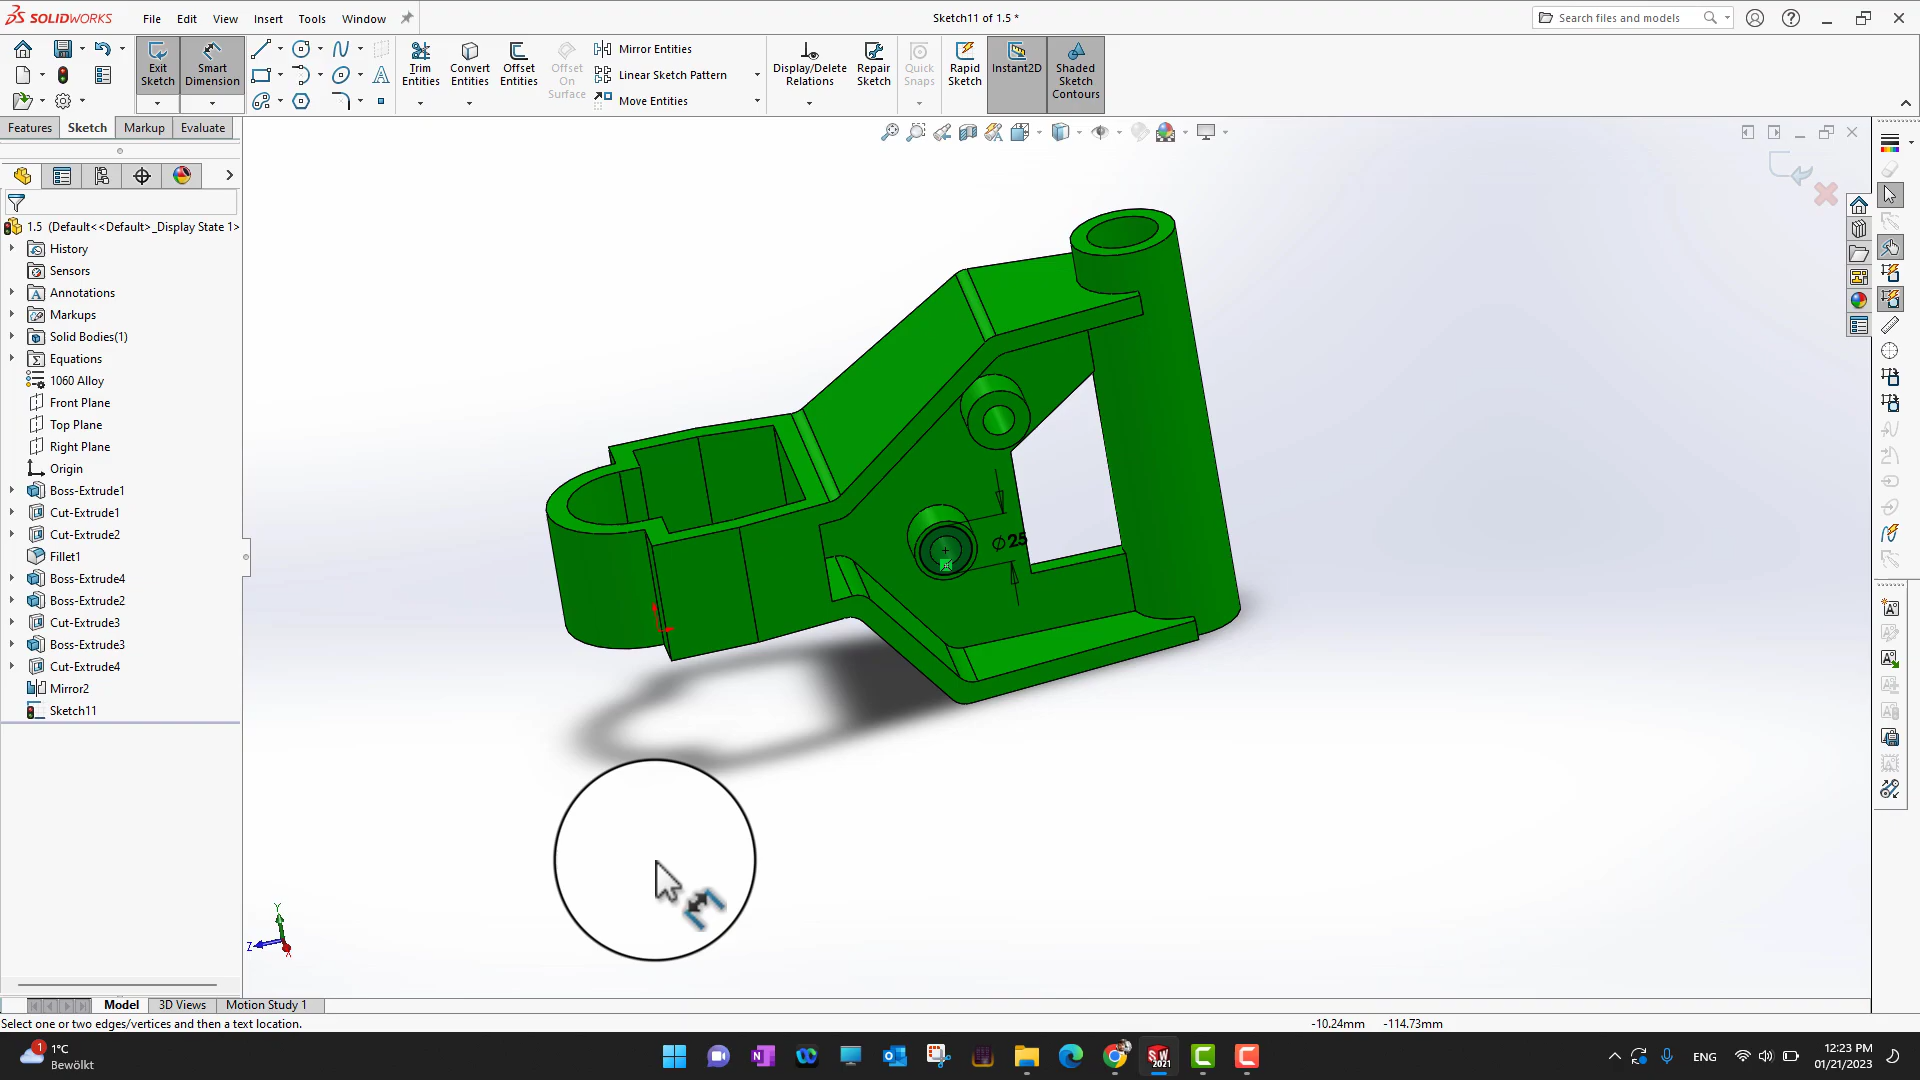 SOLIDWORKS
File
Edit
View
Insert
Tools
Window
Sketch11 of 1.5 *
Search files and models
Exit Sketch
Smart Dimension
Trim Entities
Convert Entities
Offset Entities
Offset On Surface
Mirror Entities
Linear Sketch Pattern
Move Entities
Display/Delete Relations
Repair Sketch
Quick Snaps
Rapid Sketch
Instant2D
Shaded Sketch Contours
Features
Sketch
Markup
Evaluate
1.5 (Default<<Default>_Display State 1>
History
Sensors
Annotations
Markups
Solid Bodies(1)
Equations
1060 Alloy
Front Plane
Top Plane
Right Plane
Origin
Boss-Extrude1
Cut-Extrude1
Cut-Extrude2
Fillet1
Boss-Extrude4
Boss-Extrude2
Cut-Extrude3
Boss-Extrude3
Cut-Extrude4
Mirror2
Sketch11
⌀25
Y
Z
X
Model
3D Views
Motion Study 1
Select one or two edges/vertices and then a text location.
-10.24mm
-114.73mm
1
1°C
Bewölkt
SW
2021
ENG
12:23 PM
01/21/2023